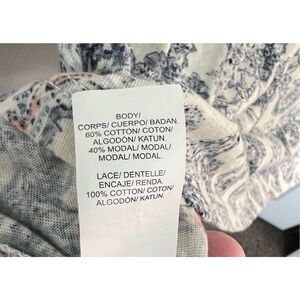 BODY/
CORPS/ CUERPO/ BADAN.
60% COTTON/ COTON/
ALGODÓN/ KATUN.
40% MODAL/ MODAL/
MODAL/ MODAL.
LACE/ DENTELLE/
ENCAJE/ RENDA.
100% COTTON/ COTON/
ALGODÓN/ KATUN.